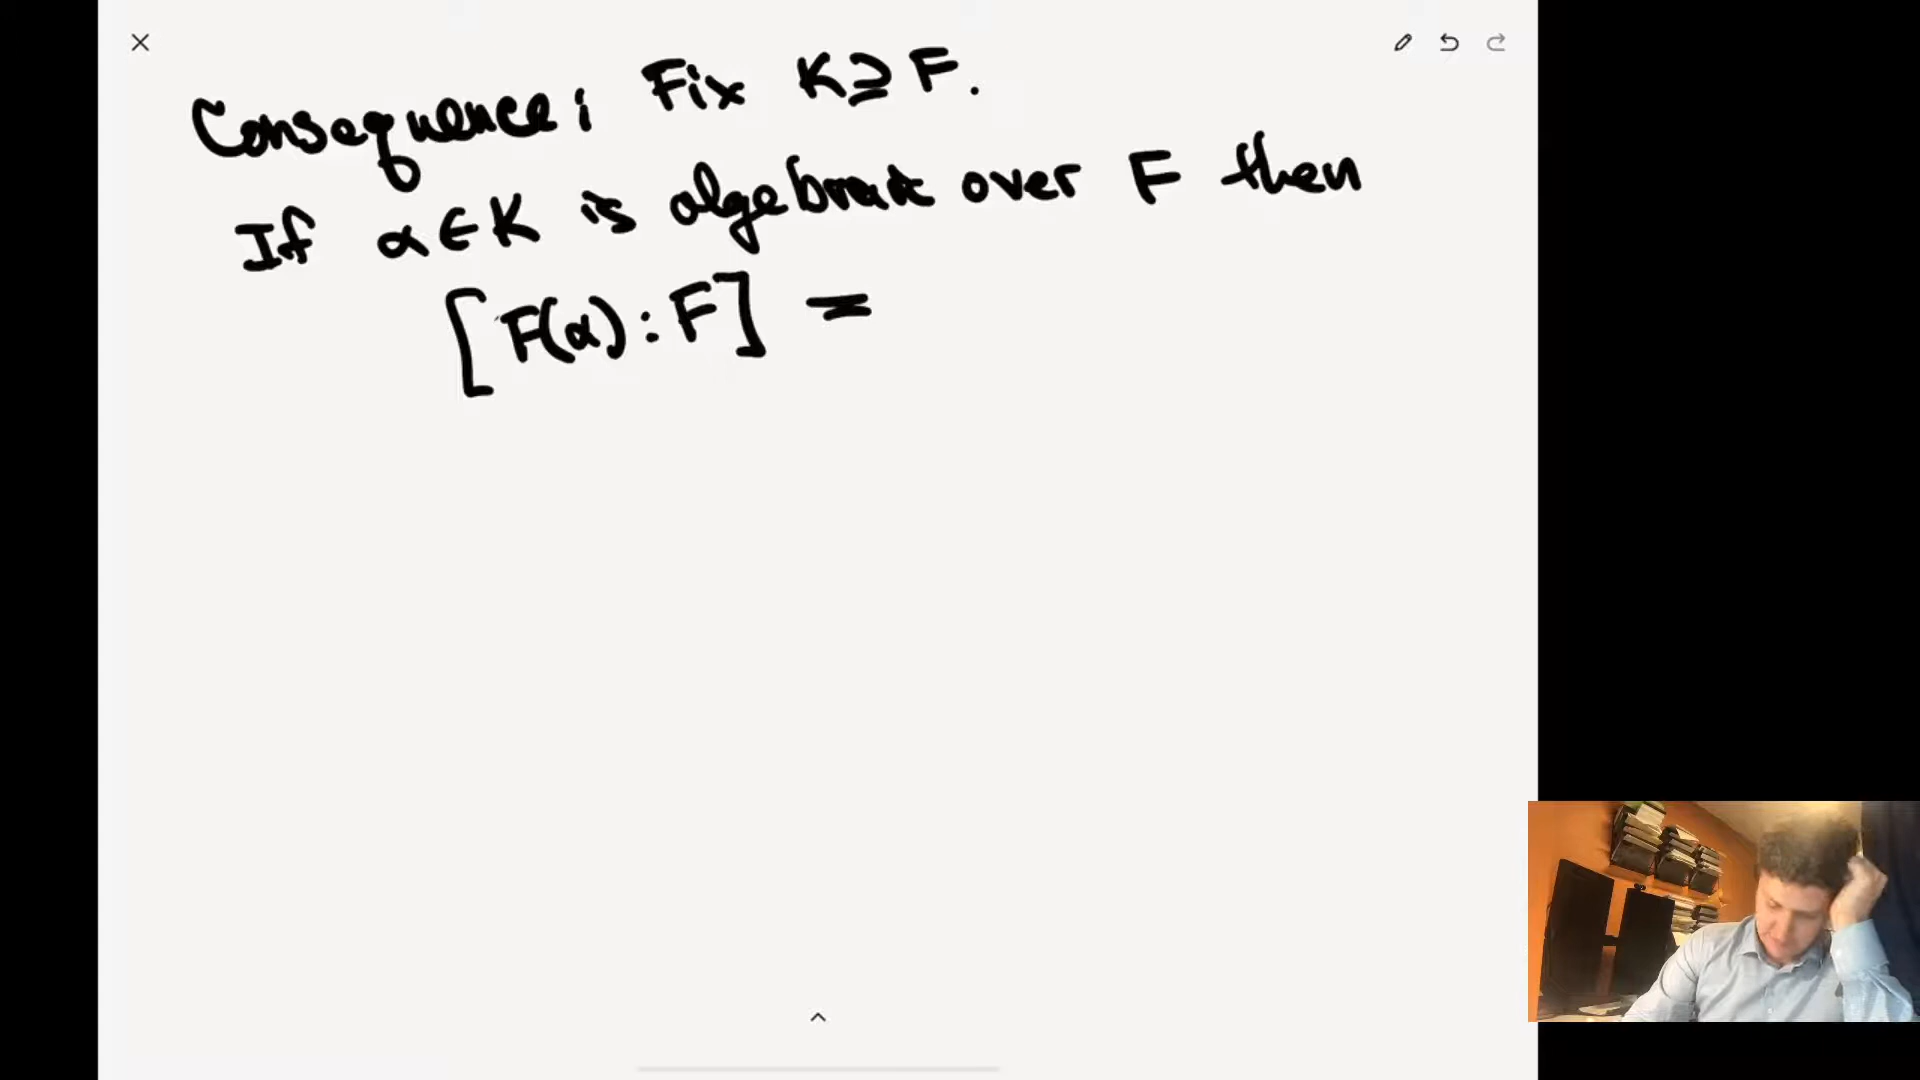 Consequence: Fix K ⊇ F.
If α ∈ K is algebraic over F then
[F(α) : F] =